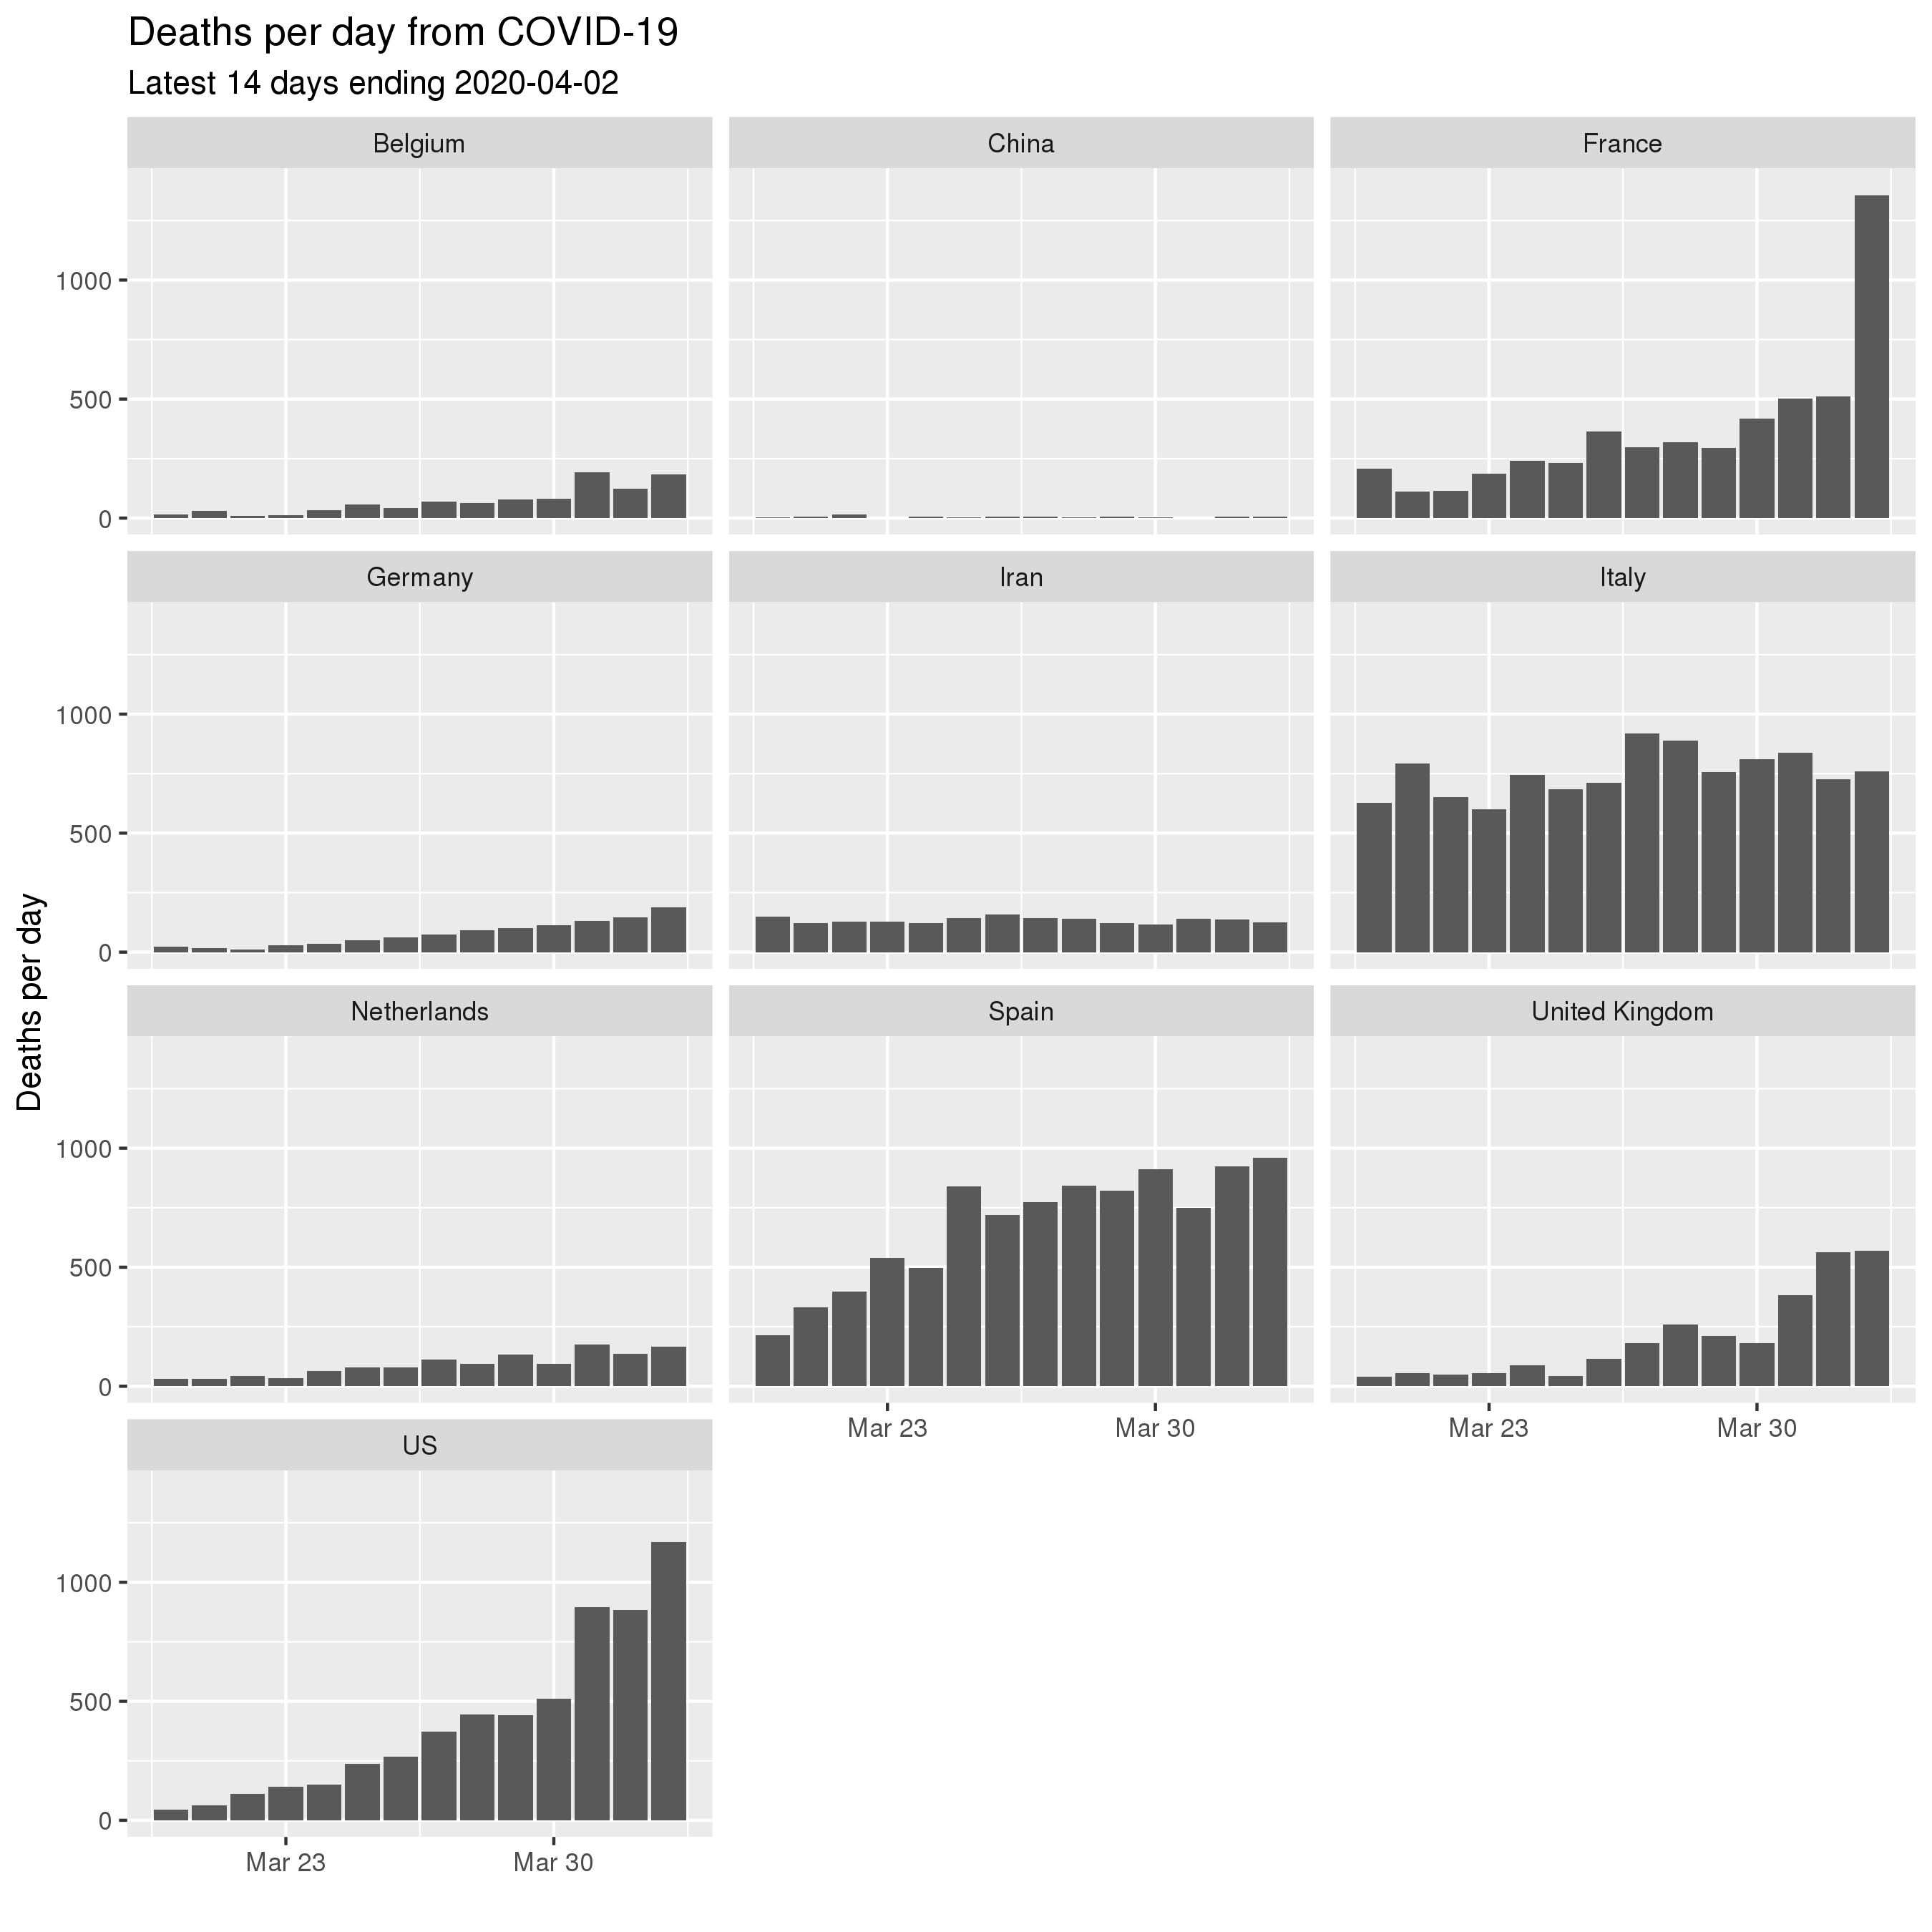 Deaths per day from COVID-19
Latest 14 days ending 2020-04-02
Belgium China France
1000
500
0
Germany Iran Italy
1000
500
0
Deaths per day
Netherlands Spain United Kingdom
1000
500
0
Mar 23 Mar 30 Mar 23 Mar 30
US
1000
500
0
Mar 23 Mar 30